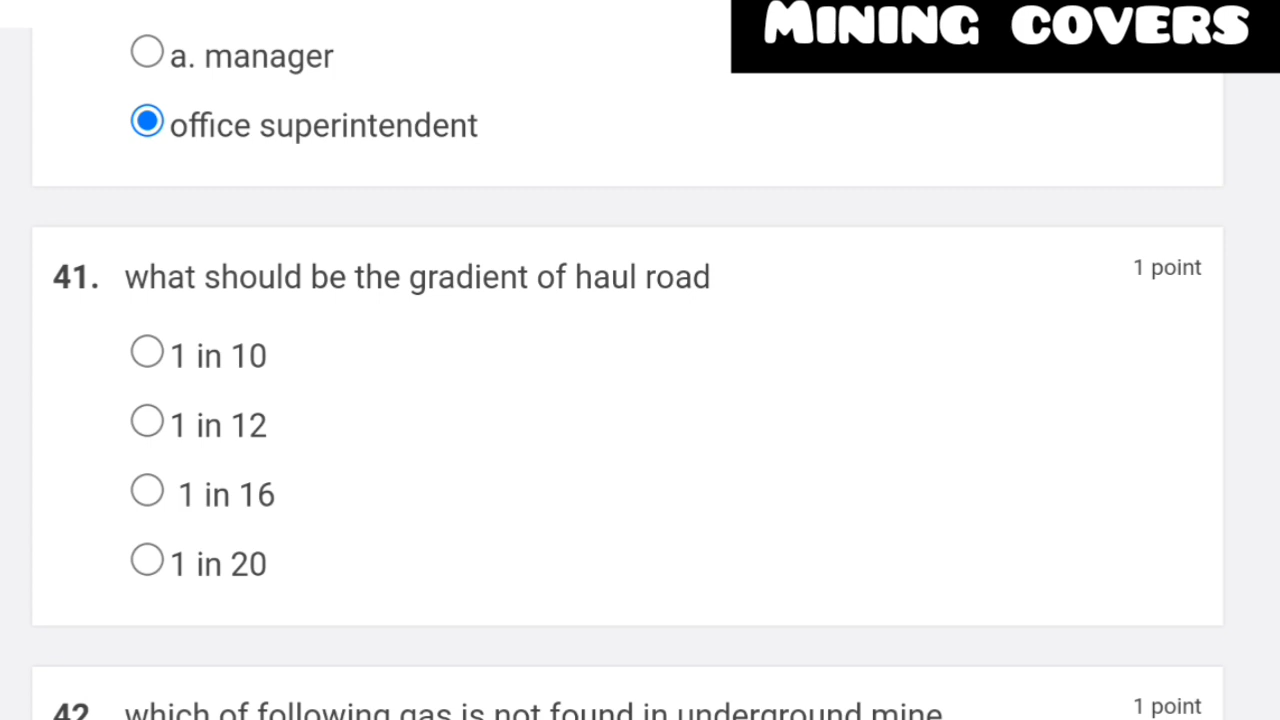 MINING COVERS
a. manager
office superintendent
41. what should be the gradient of haul road
1 point
1 in 10
1 in 12
1 in 16
1 in 20
42 which of following gas is not found in underground mine
1 point